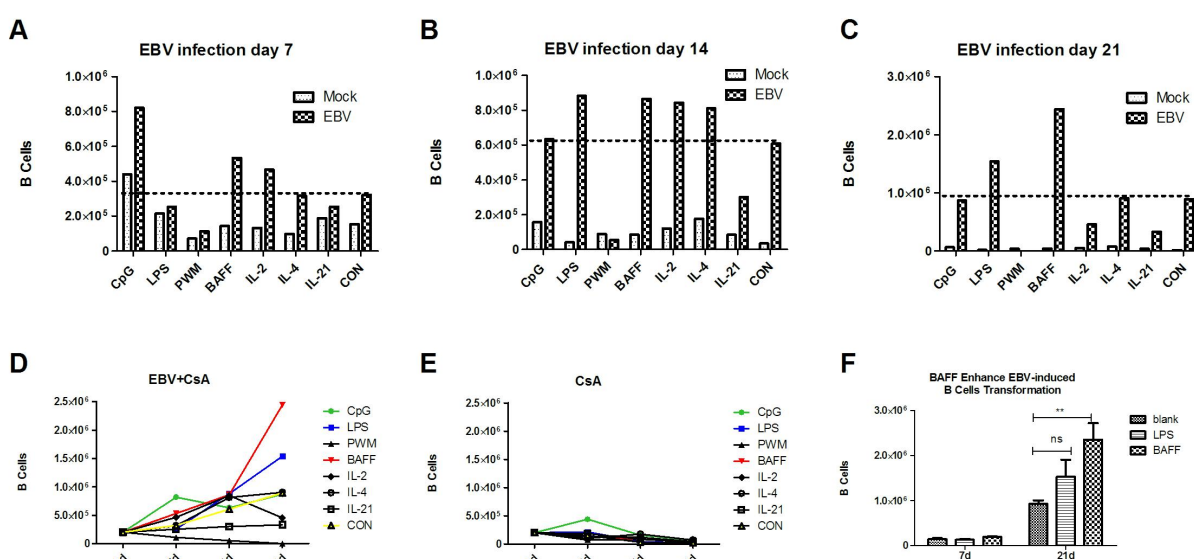 A
EBV infection day 7
1.0×10⁶
8.0×10⁵
6.0×10⁵
4.0×10⁵
2.0×10⁵
0
B Cells
Mock
EBV
CpG
LPS
PWM
BAFF
IL-2
IL-4
IL-21
CON
B
EBV infection day 14
1.0×10⁶
8.0×10⁵
6.0×10⁵
4.0×10⁵
2.0×10⁵
0
B Cells
Mock
EBV
CpG
LPS
PWM
BAFF
IL-2
IL-4
IL-21
CON
C
EBV infection day 21
3.0×10⁶
2.0×10⁶
1.0×10⁶
0
B Cells
Mock
EBV
CpG
LPS
PWM
BAFF
IL-2
IL-4
IL-21
CON
D
EBV+CsA
2.5×10⁶
2.0×10⁶
1.5×10⁶
1.0×10⁶
5.0×10⁵
0
B Cells
CpG
LPS
PWM
BAFF
IL-2
IL-4
IL-21
CON
E
CsA
2.5×10⁶
2.0×10⁶
1.5×10⁶
1.0×10⁶
5.0×10⁵
0
B Cells
CpG
LPS
PWM
BAFF
IL-2
IL-4
IL-21
CON
F
BAFF Enhance EBV-induced
B Cells Transformation
3.0×10⁶
2.0×10⁶
1.0×10⁶
0
B Cells
**
ns
blank
LPS
BAFF
7d
21d